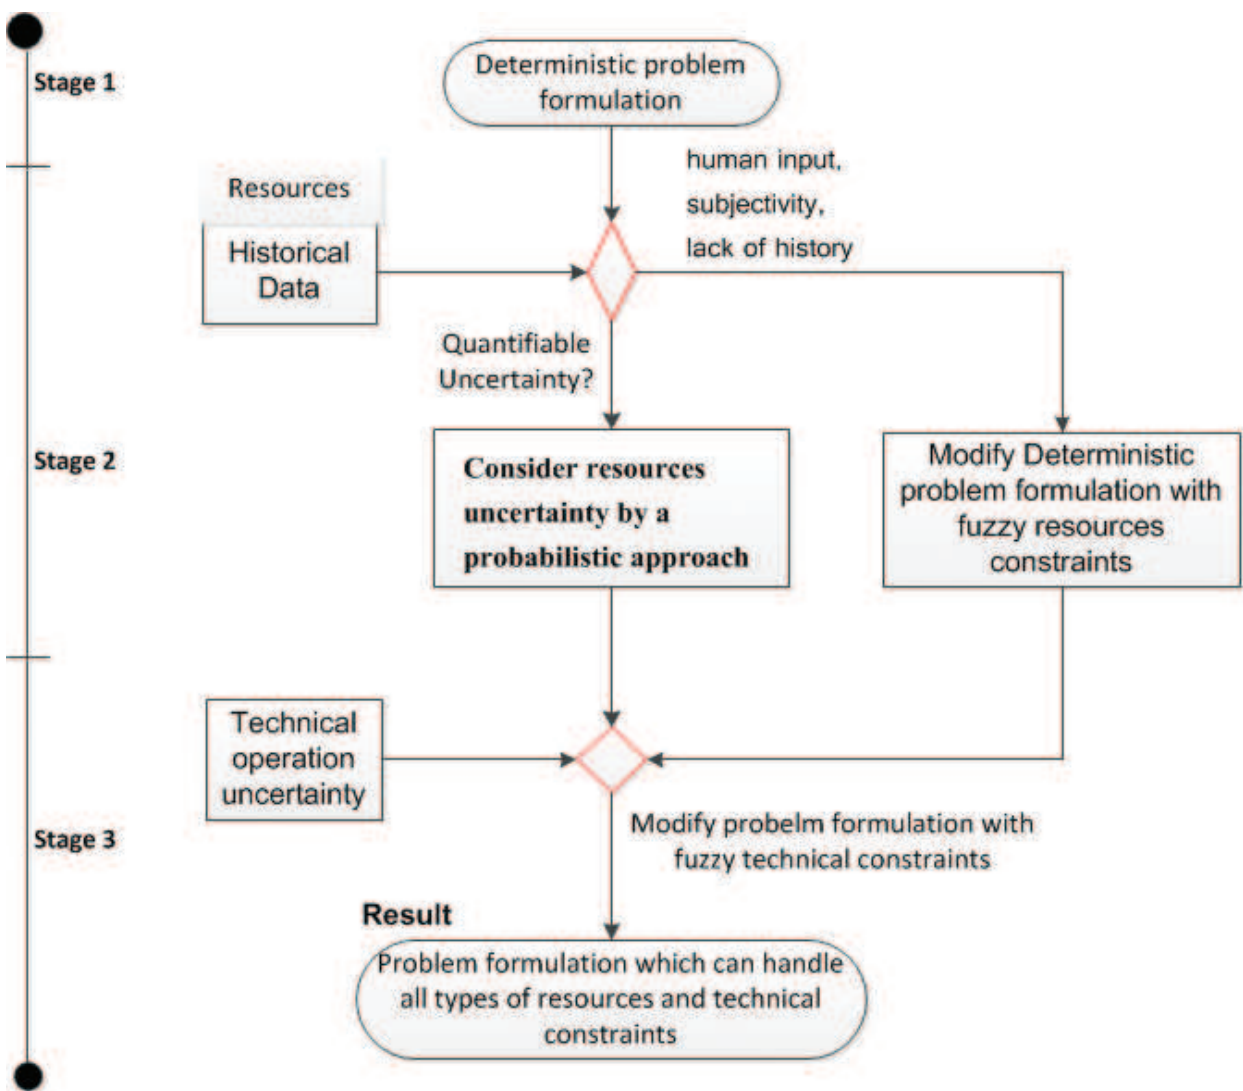 Stage 1
Deterministic problem
formulation
human input,
subjectivity,
lack of history
Resources
Historical
Data
Quantifiable
Uncertainty?
Stage 2
Consider resources
uncertainty by a
probabilistic approach
Modify Deterministic
problem formulation with
fuzzy resources
constraints
Technical
operation
uncertainty
Stage 3
Modify probelm formulation with
fuzzy technical constraints
Result
Problem formulation which can handle
all types of resources and technical
constraints